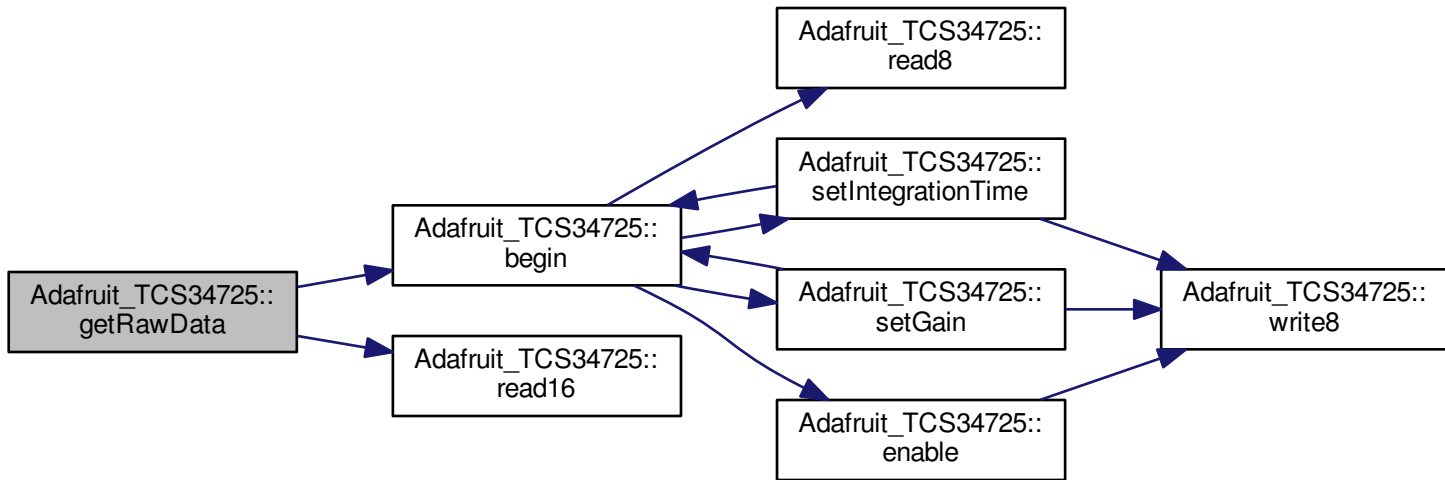 Adafruit_TCS34725::
getRawData
Adafruit_TCS34725::
begin
Adafruit_TCS34725::
read16
Adafruit_TCS34725::
read8
Adafruit_TCS34725::
setIntegrationTime
Adafruit_TCS34725::
setGain
Adafruit_TCS34725::
enable
Adafruit_TCS34725::
write8